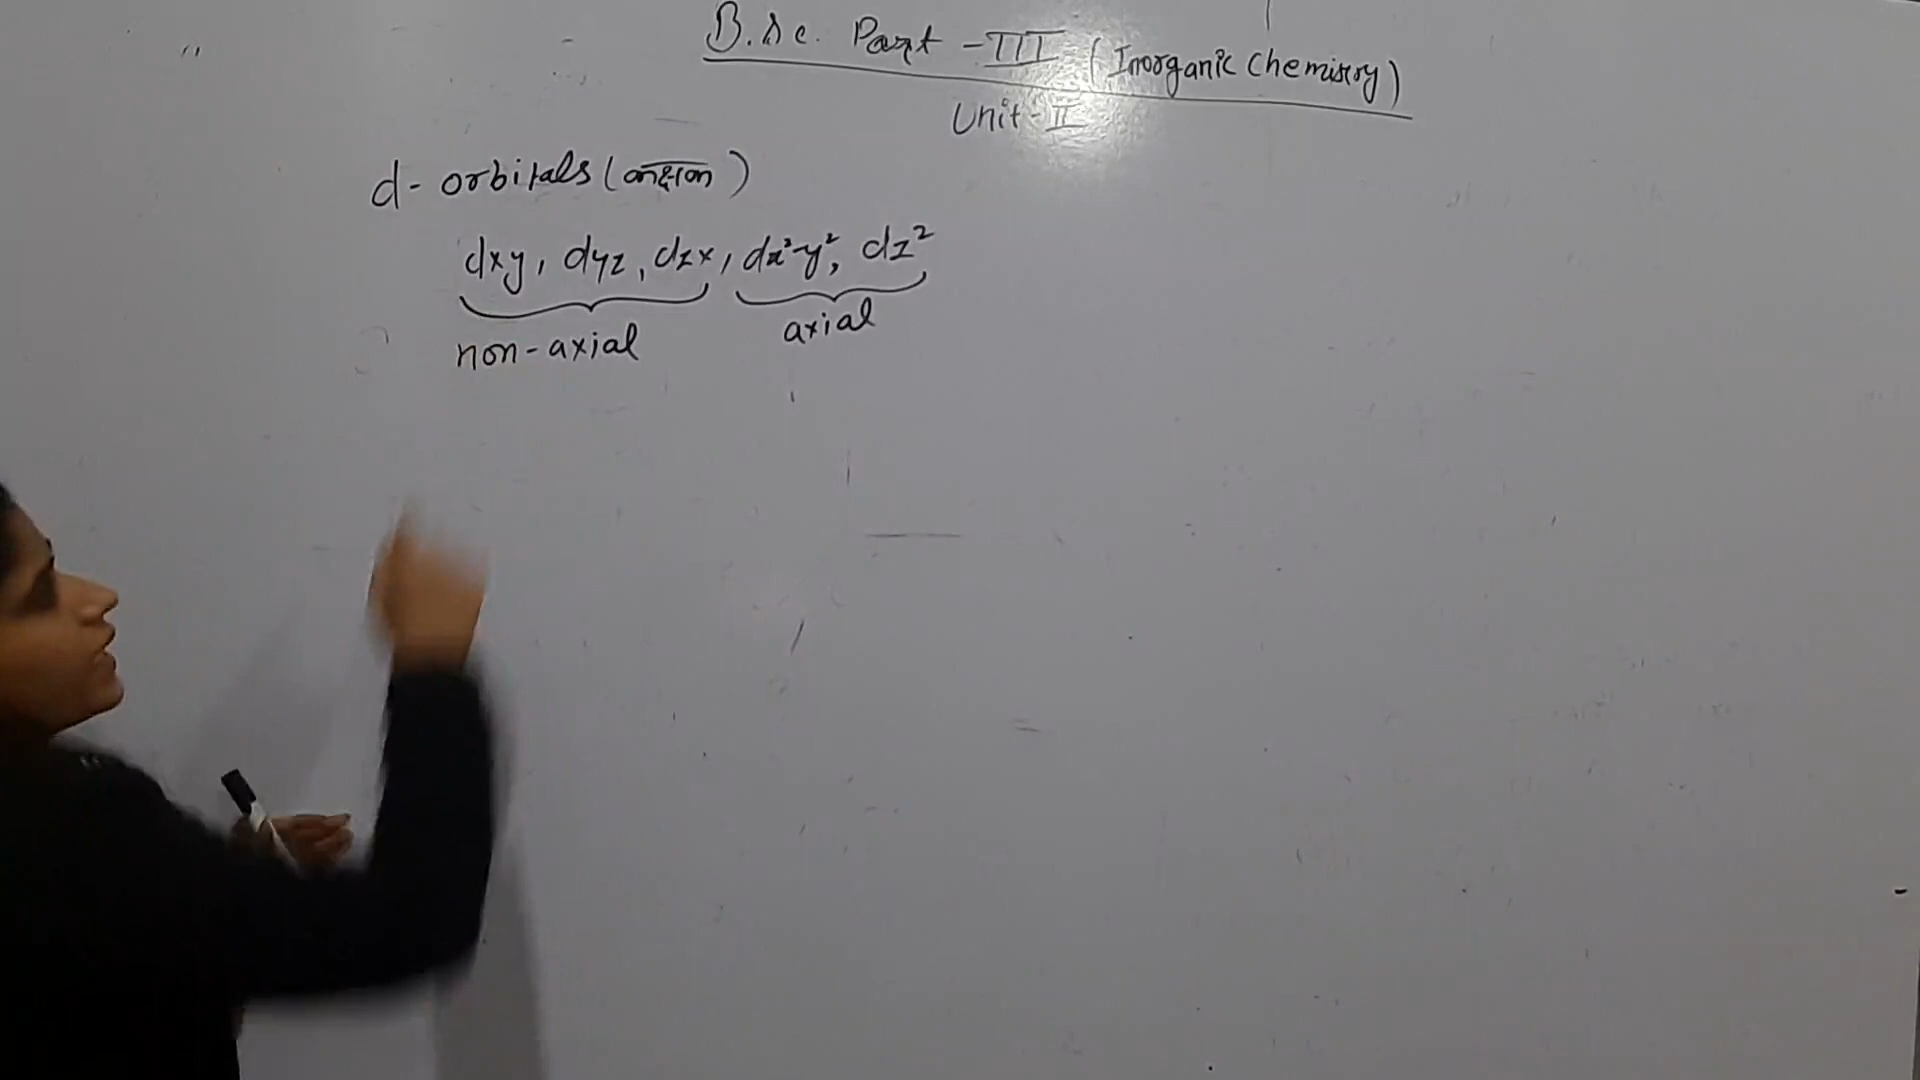 B.Sc. Part - III (Inorganic Chemistry)
Unit - II
d- orbitals (कक्षक)
dxy, dyz, dzx, dx²-y², dz²
non-axial axial